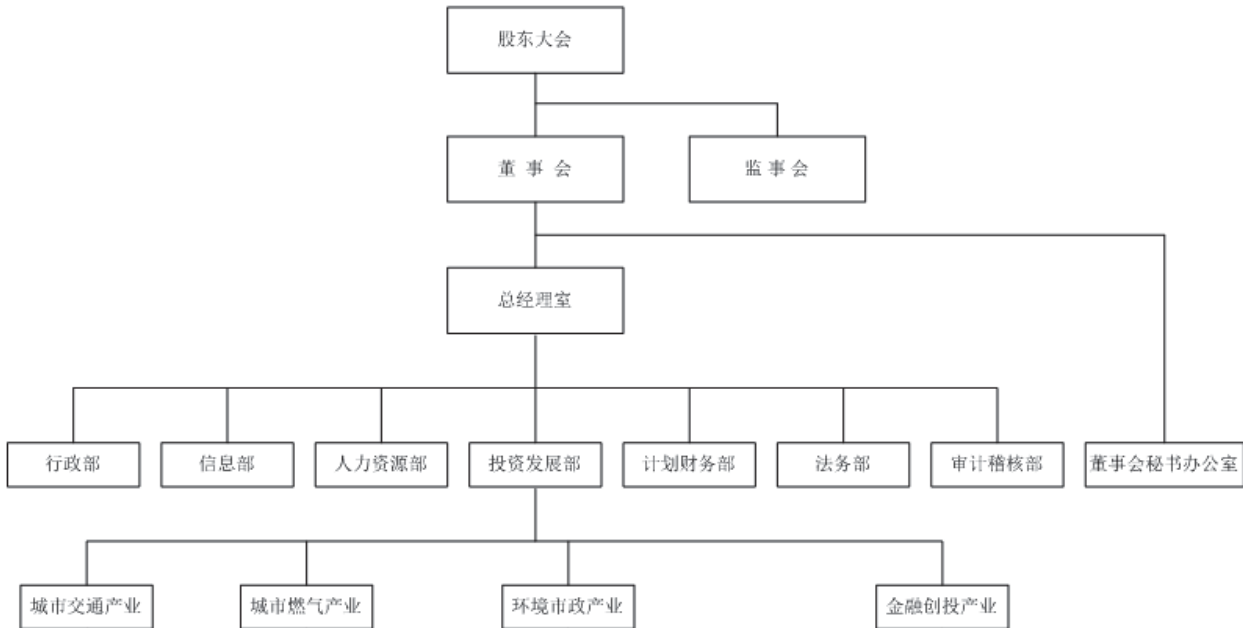 股东大会
董 事 会
监 事 会
总经理室
行政部
信息部
人力资源部
投资发展部
计划财务部
法务部
审计稽核部
董事会秘书办公室
城市交通产业
城市燃气产业
环境市政产业
金融创投产业